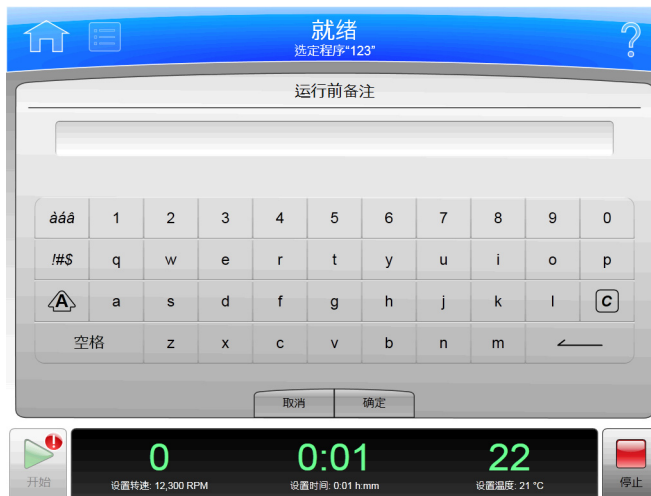 就绪
选定程序“123”
?
运行前备注
àáâ 1 2 3 4 5 6 7 8 9 0
!#$ q w e r t y u i o p
A a s d f g h j k l C
空格 z x c v b n m
取消 确定
0 0:01 22
开始 设置转速: 12,300 RPM 设置时间: 0:01 h:mm 设置温度: 21 °C 停止